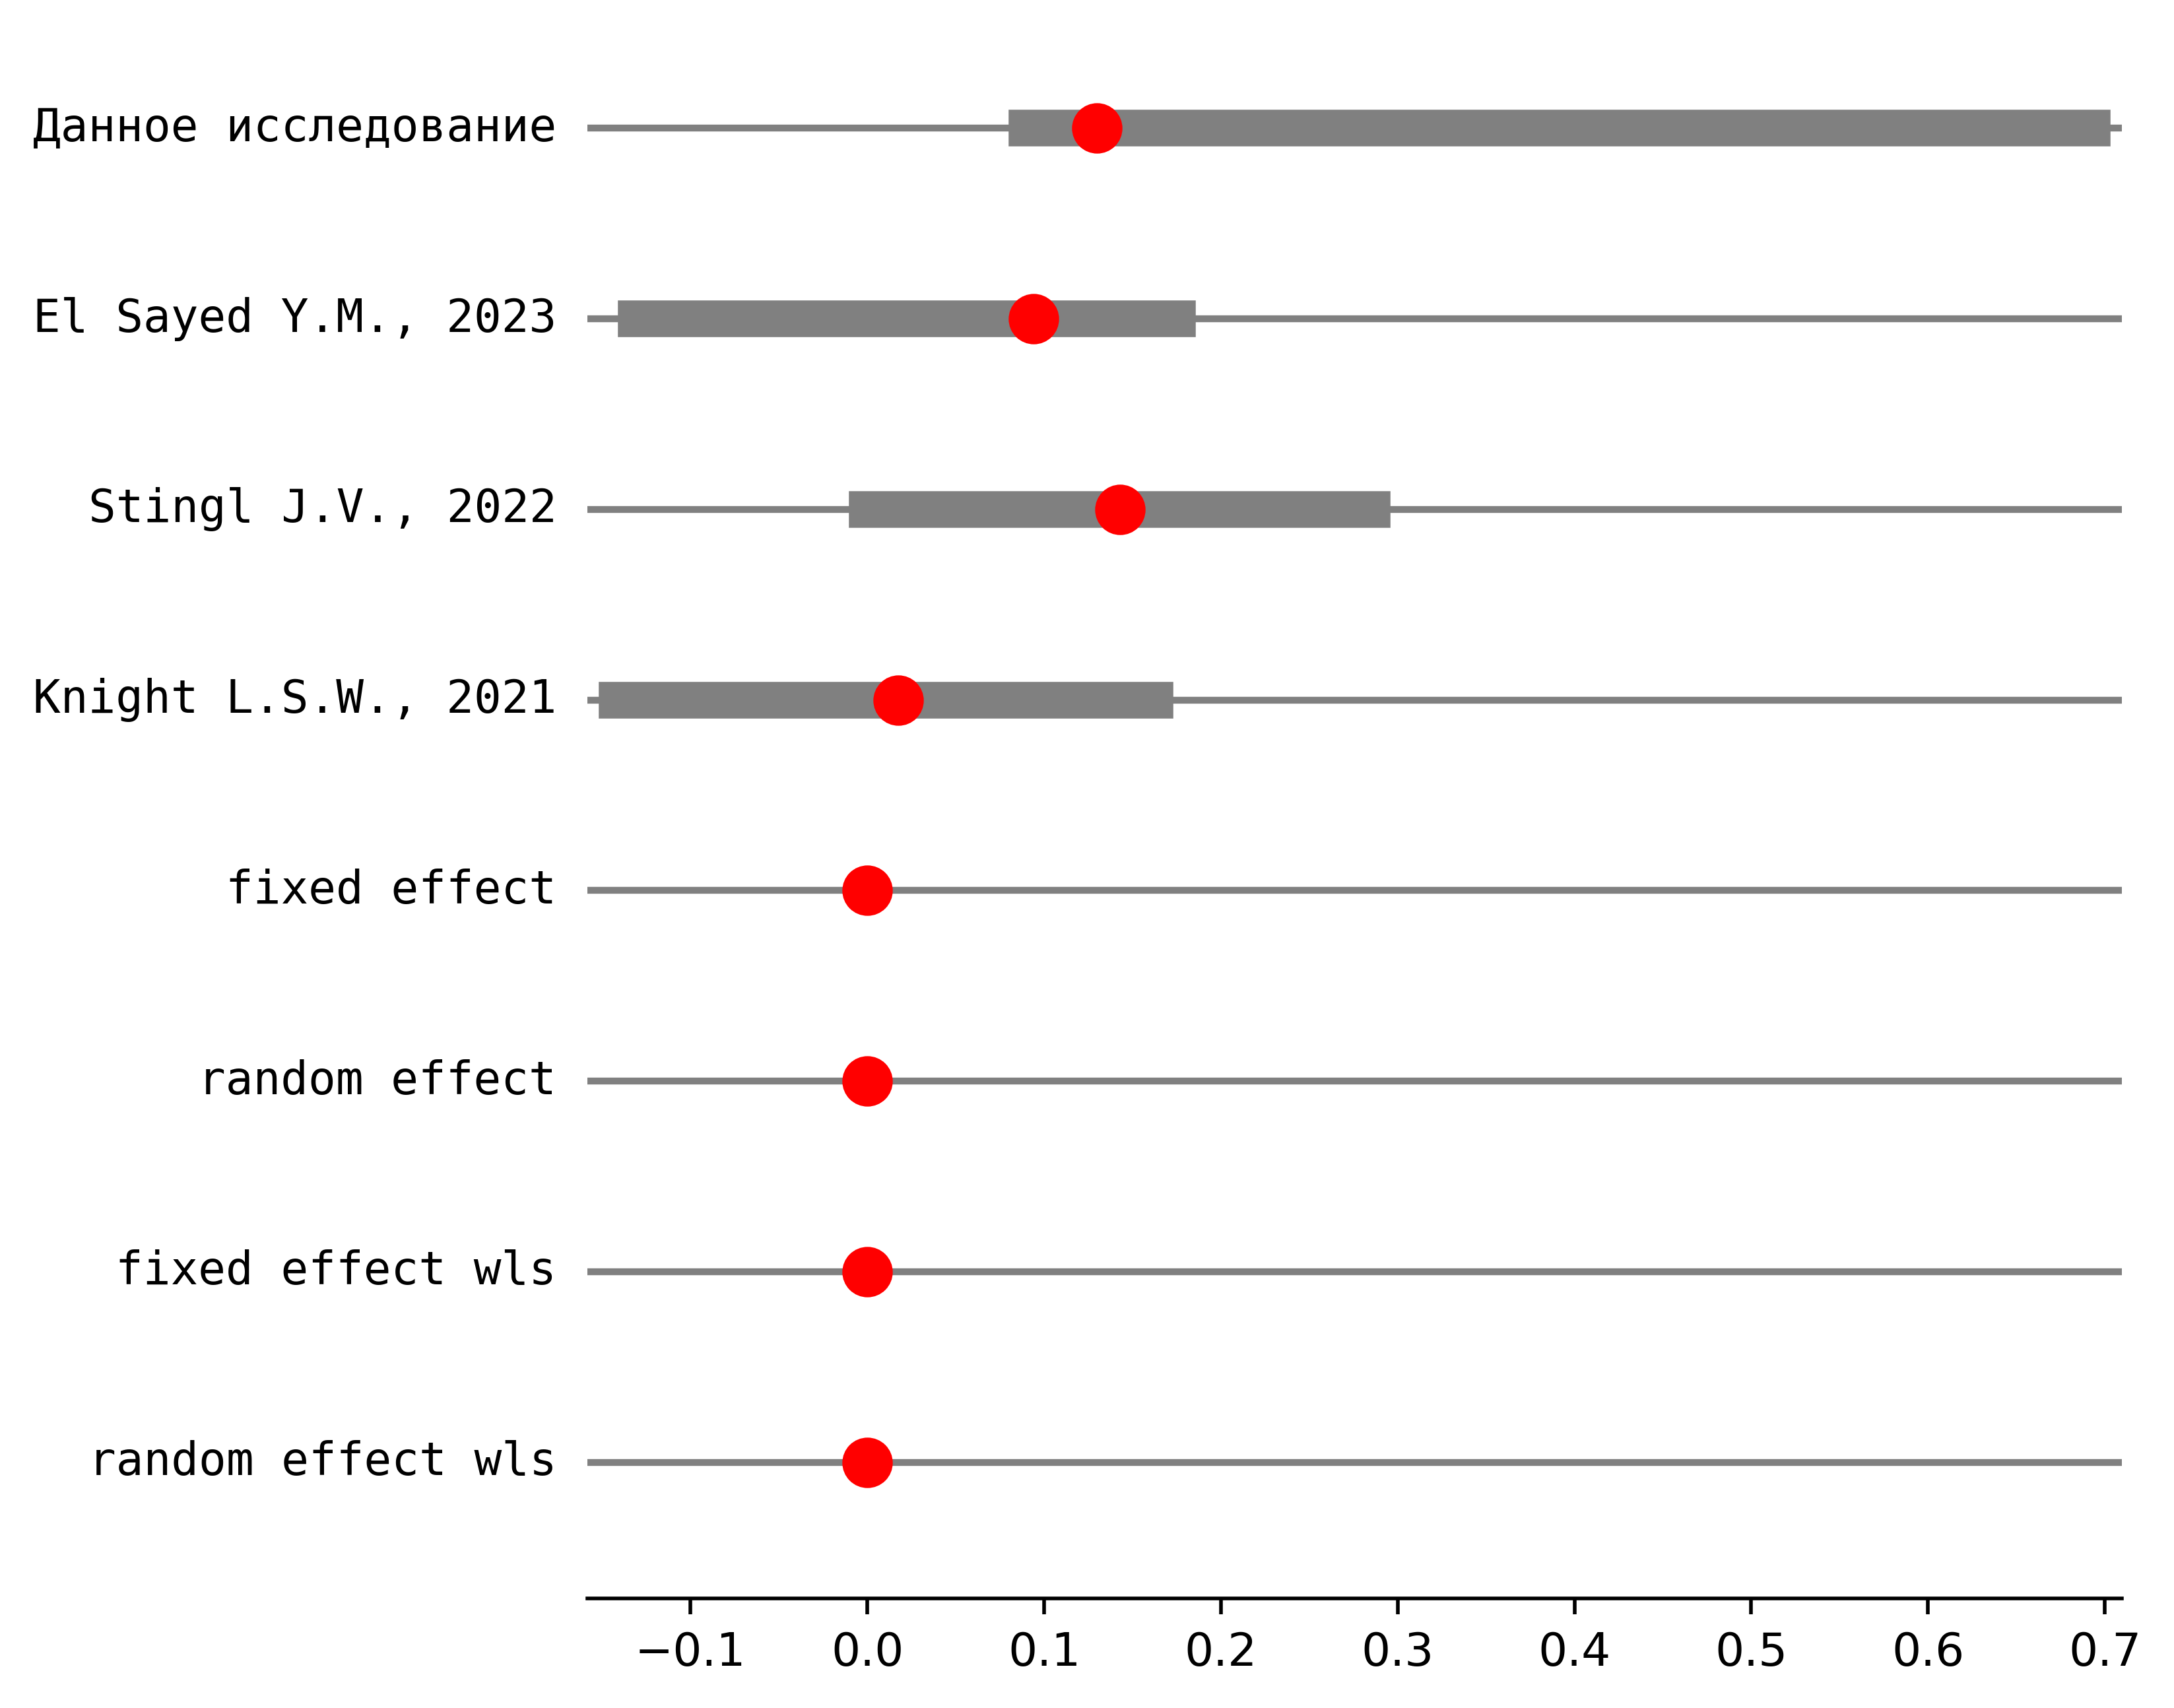 Данное исследование
El Sayed Y.M., 2023
Stingl J.V., 2022
Knight L.S.W., 2021
fixed effect
random effect
fixed effect wls
random effect wls
−0.1 0.0 0.1 0.2 0.3 0.4 0.5 0.6 0.7